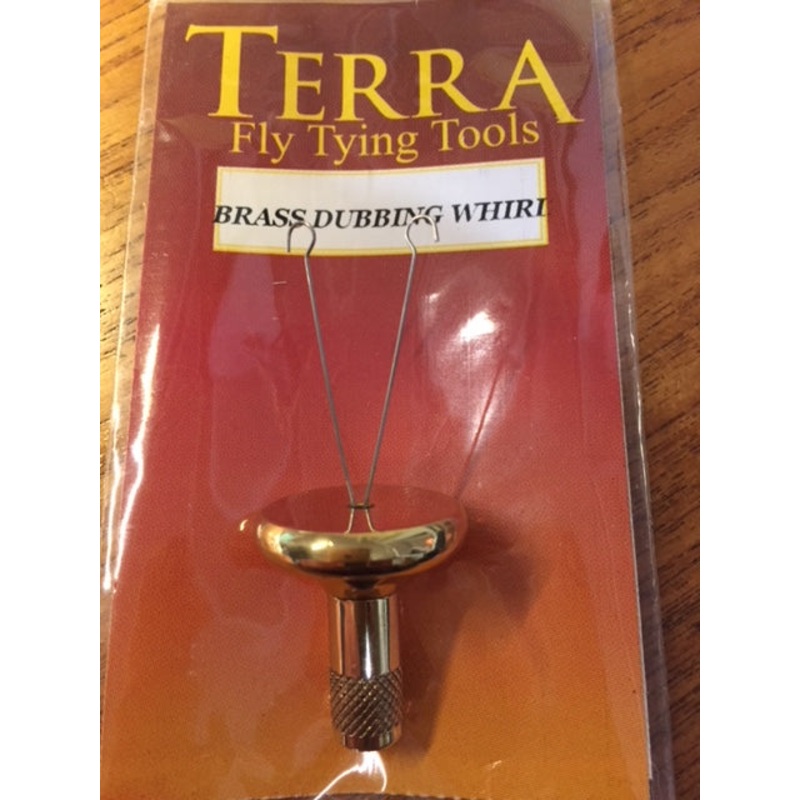 TERRA
Fly Tying Tools
BRASS DUBBING WHIRL